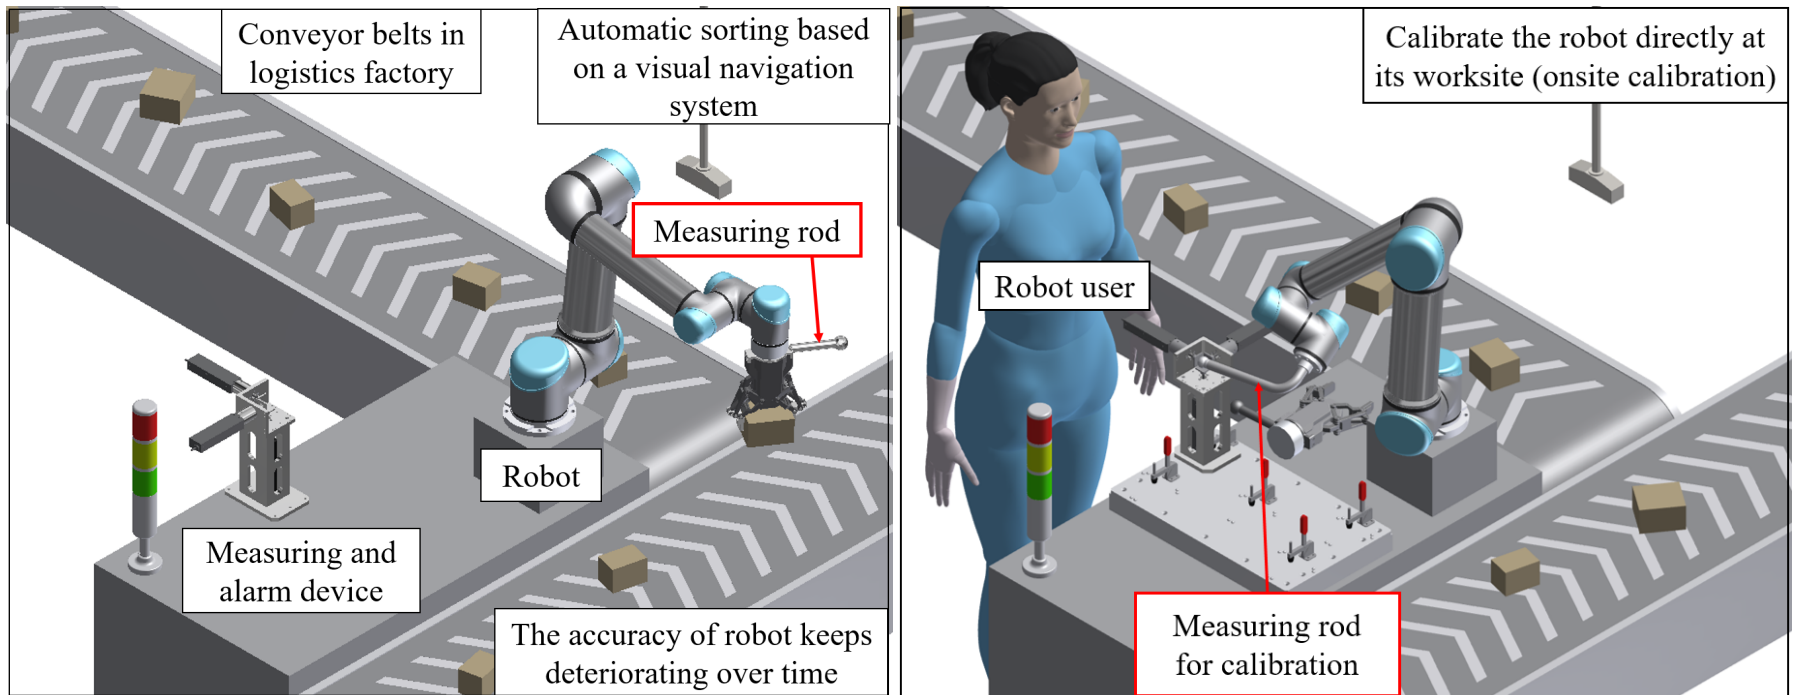 Conveyor belts in
logistics factory
Automatic sorting based
on a visual navigation
system
Measuring rod
Robot
Measuring and
alarm device
The accuracy of robot keeps
deteriorating over time
Calibrate the robot directly at
its worksite (onsite calibration)
Robot user
Measuring rod
for calibration